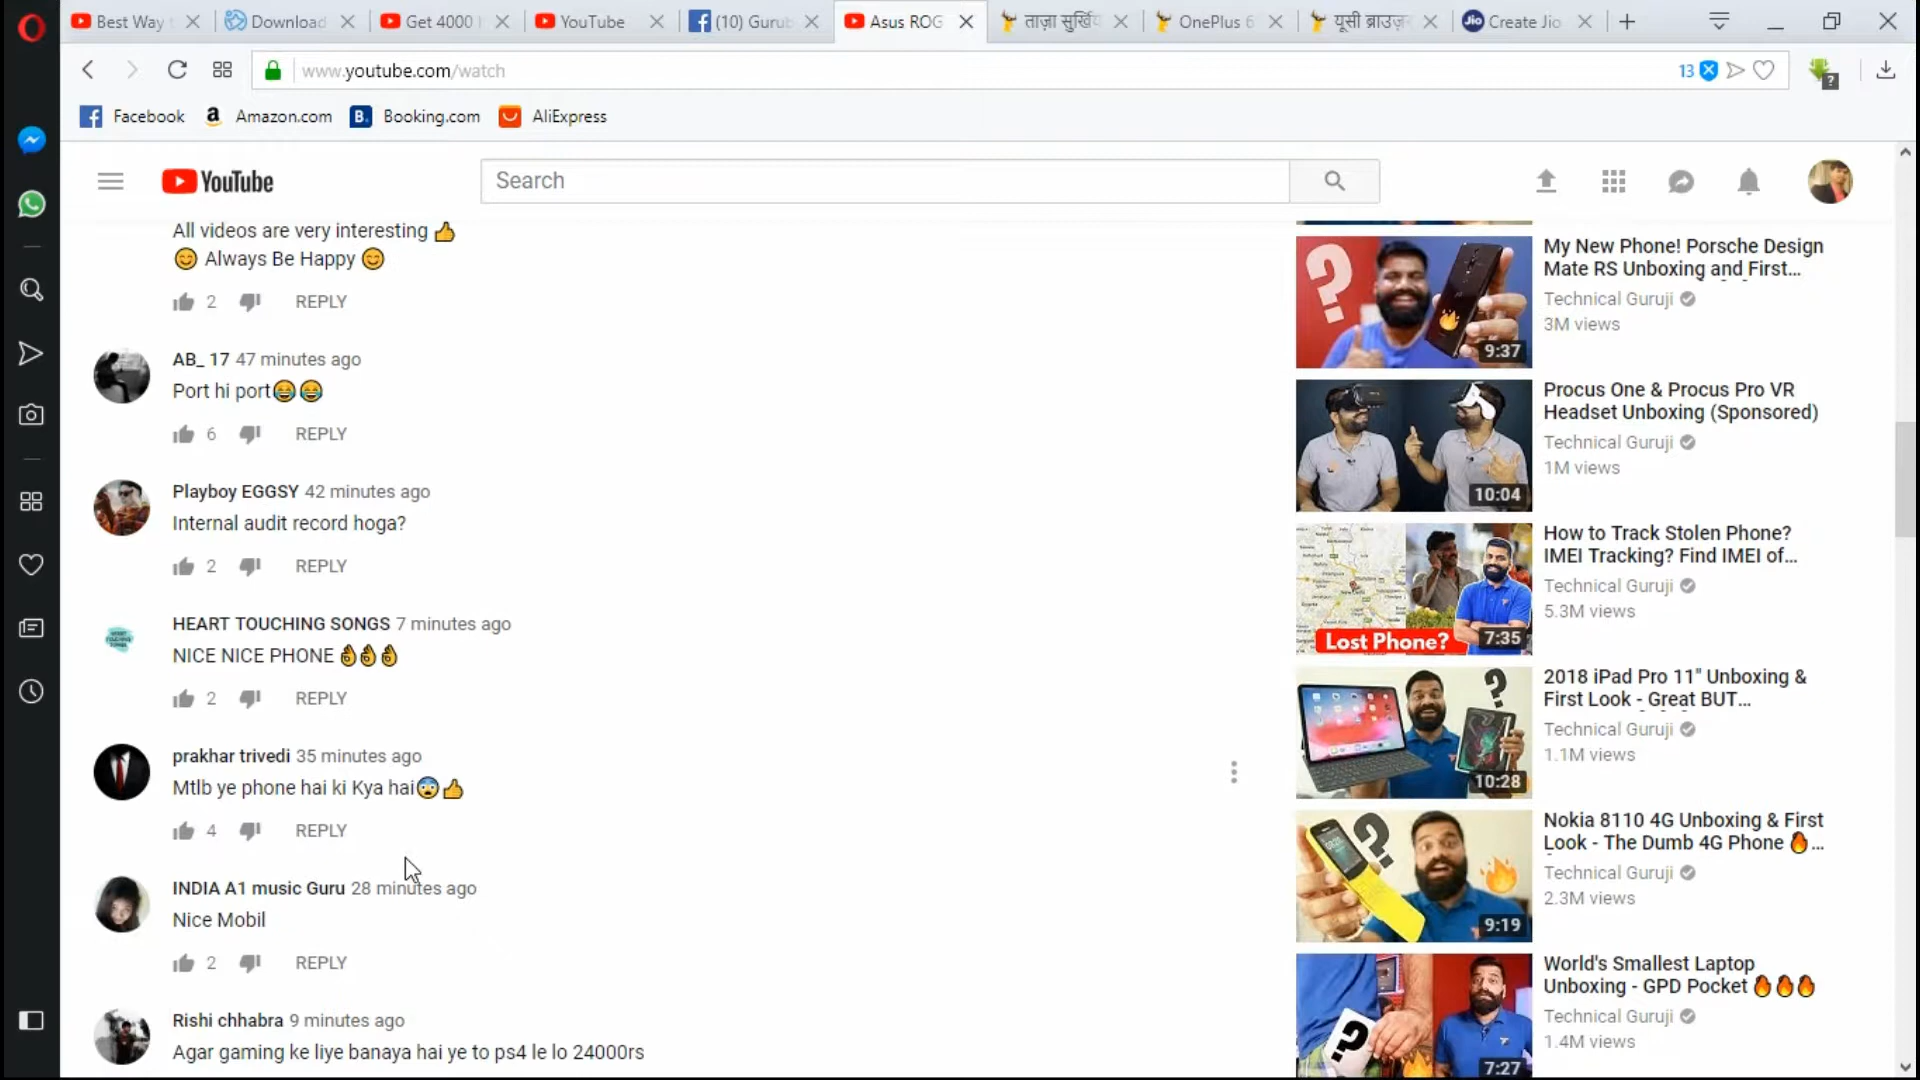 Best Way
Download
Get 4000
YouTube
(10) Gurub
Asus ROG
ताज़ा सुर्खिय
OnePlus 6
यूसी ब्राउज़र
Jio
Create Jio
www.youtube.com/watch
13
Facebook
Amazon.com
Booking.com
AliExpress
YouTube
Search
All videos are very interesting 👍
😊 Always Be Happy 😊
2
REPLY
AB_ 17 47 minutes ago
Port hi port😂😂
6
REPLY
Playboy EGGSY 42 minutes ago
Internal audit record hoga?
2
REPLY
HEART TOUCHING SONGS 7 minutes ago
NICE NICE PHONE 👌👌👌
2
REPLY
prakhar trivedi 35 minutes ago
Mtlb ye phone hai ki Kya hai😨👍
4
REPLY
INDIA A1 music Guru 28 minutes ago
Nice Mobil
2
REPLY
Rishi chhabra 9 minutes ago
Agar gaming ke liye banaya hai ye to ps4 le lo 24000rs
?
9:37
My New Phone! Porsche Design
Mate RS Unboxing and First...
Technical Guruji
3M views
10:04
Procus One & Procus Pro VR
Headset Unboxing (Sponsored)
Technical Guruji
1M views
Lost Phone?
7:35
How to Track Stolen Phone?
IMEI Tracking? Find IMEI of...
Technical Guruji
5.3M views
?
10:28
2018 iPad Pro 11" Unboxing &
First Look - Great BUT...
Technical Guruji
1.1M views
?
9:19
Nokia 8110 4G Unboxing & First
Look - The Dumb 4G Phone 🔥...
Technical Guruji
2.3M views
?
7:27
World's Smallest Laptop
Unboxing - GPD Pocket 🔥🔥🔥
Technical Guruji
1.4M views